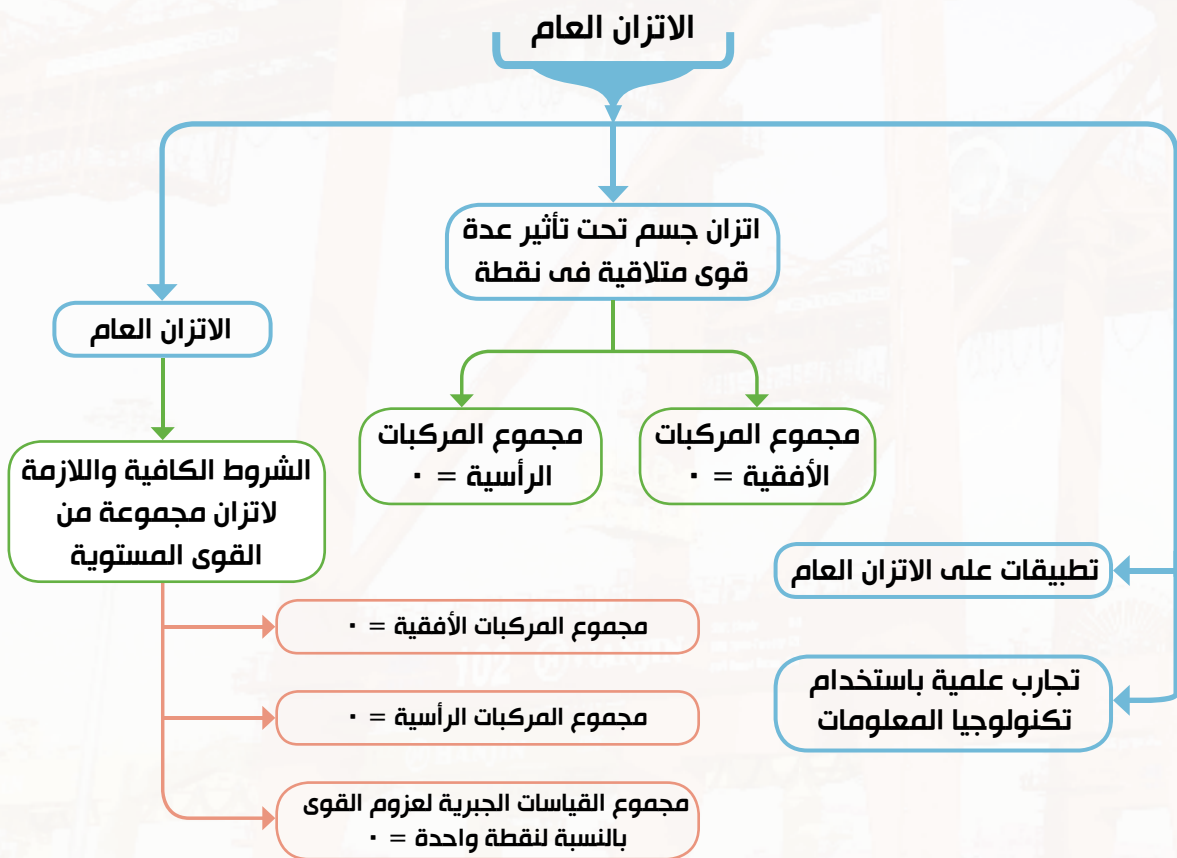 الاتزان العام
اتزان جسم تحت تأثير عدة
قوى متلاقية فى نقطة
الاتزان العام
مجموع المركبات
الأفقية = ٠
مجموع المركبات
الرأسية = ٠
الشروط الكافية واللازمة
لاتزان مجموعة من
القوى المستوية
تطبيقات على الاتزان العام
مجموع المركبات الأفقية = ٠
تجارب علمية باستخدام
تكنولوجيا المعلومات
مجموع المركبات الرأسية = ٠
مجموع القياسات الجبرية لعزوم القوى
بالنسبة لنقطة واحدة = ٠
102